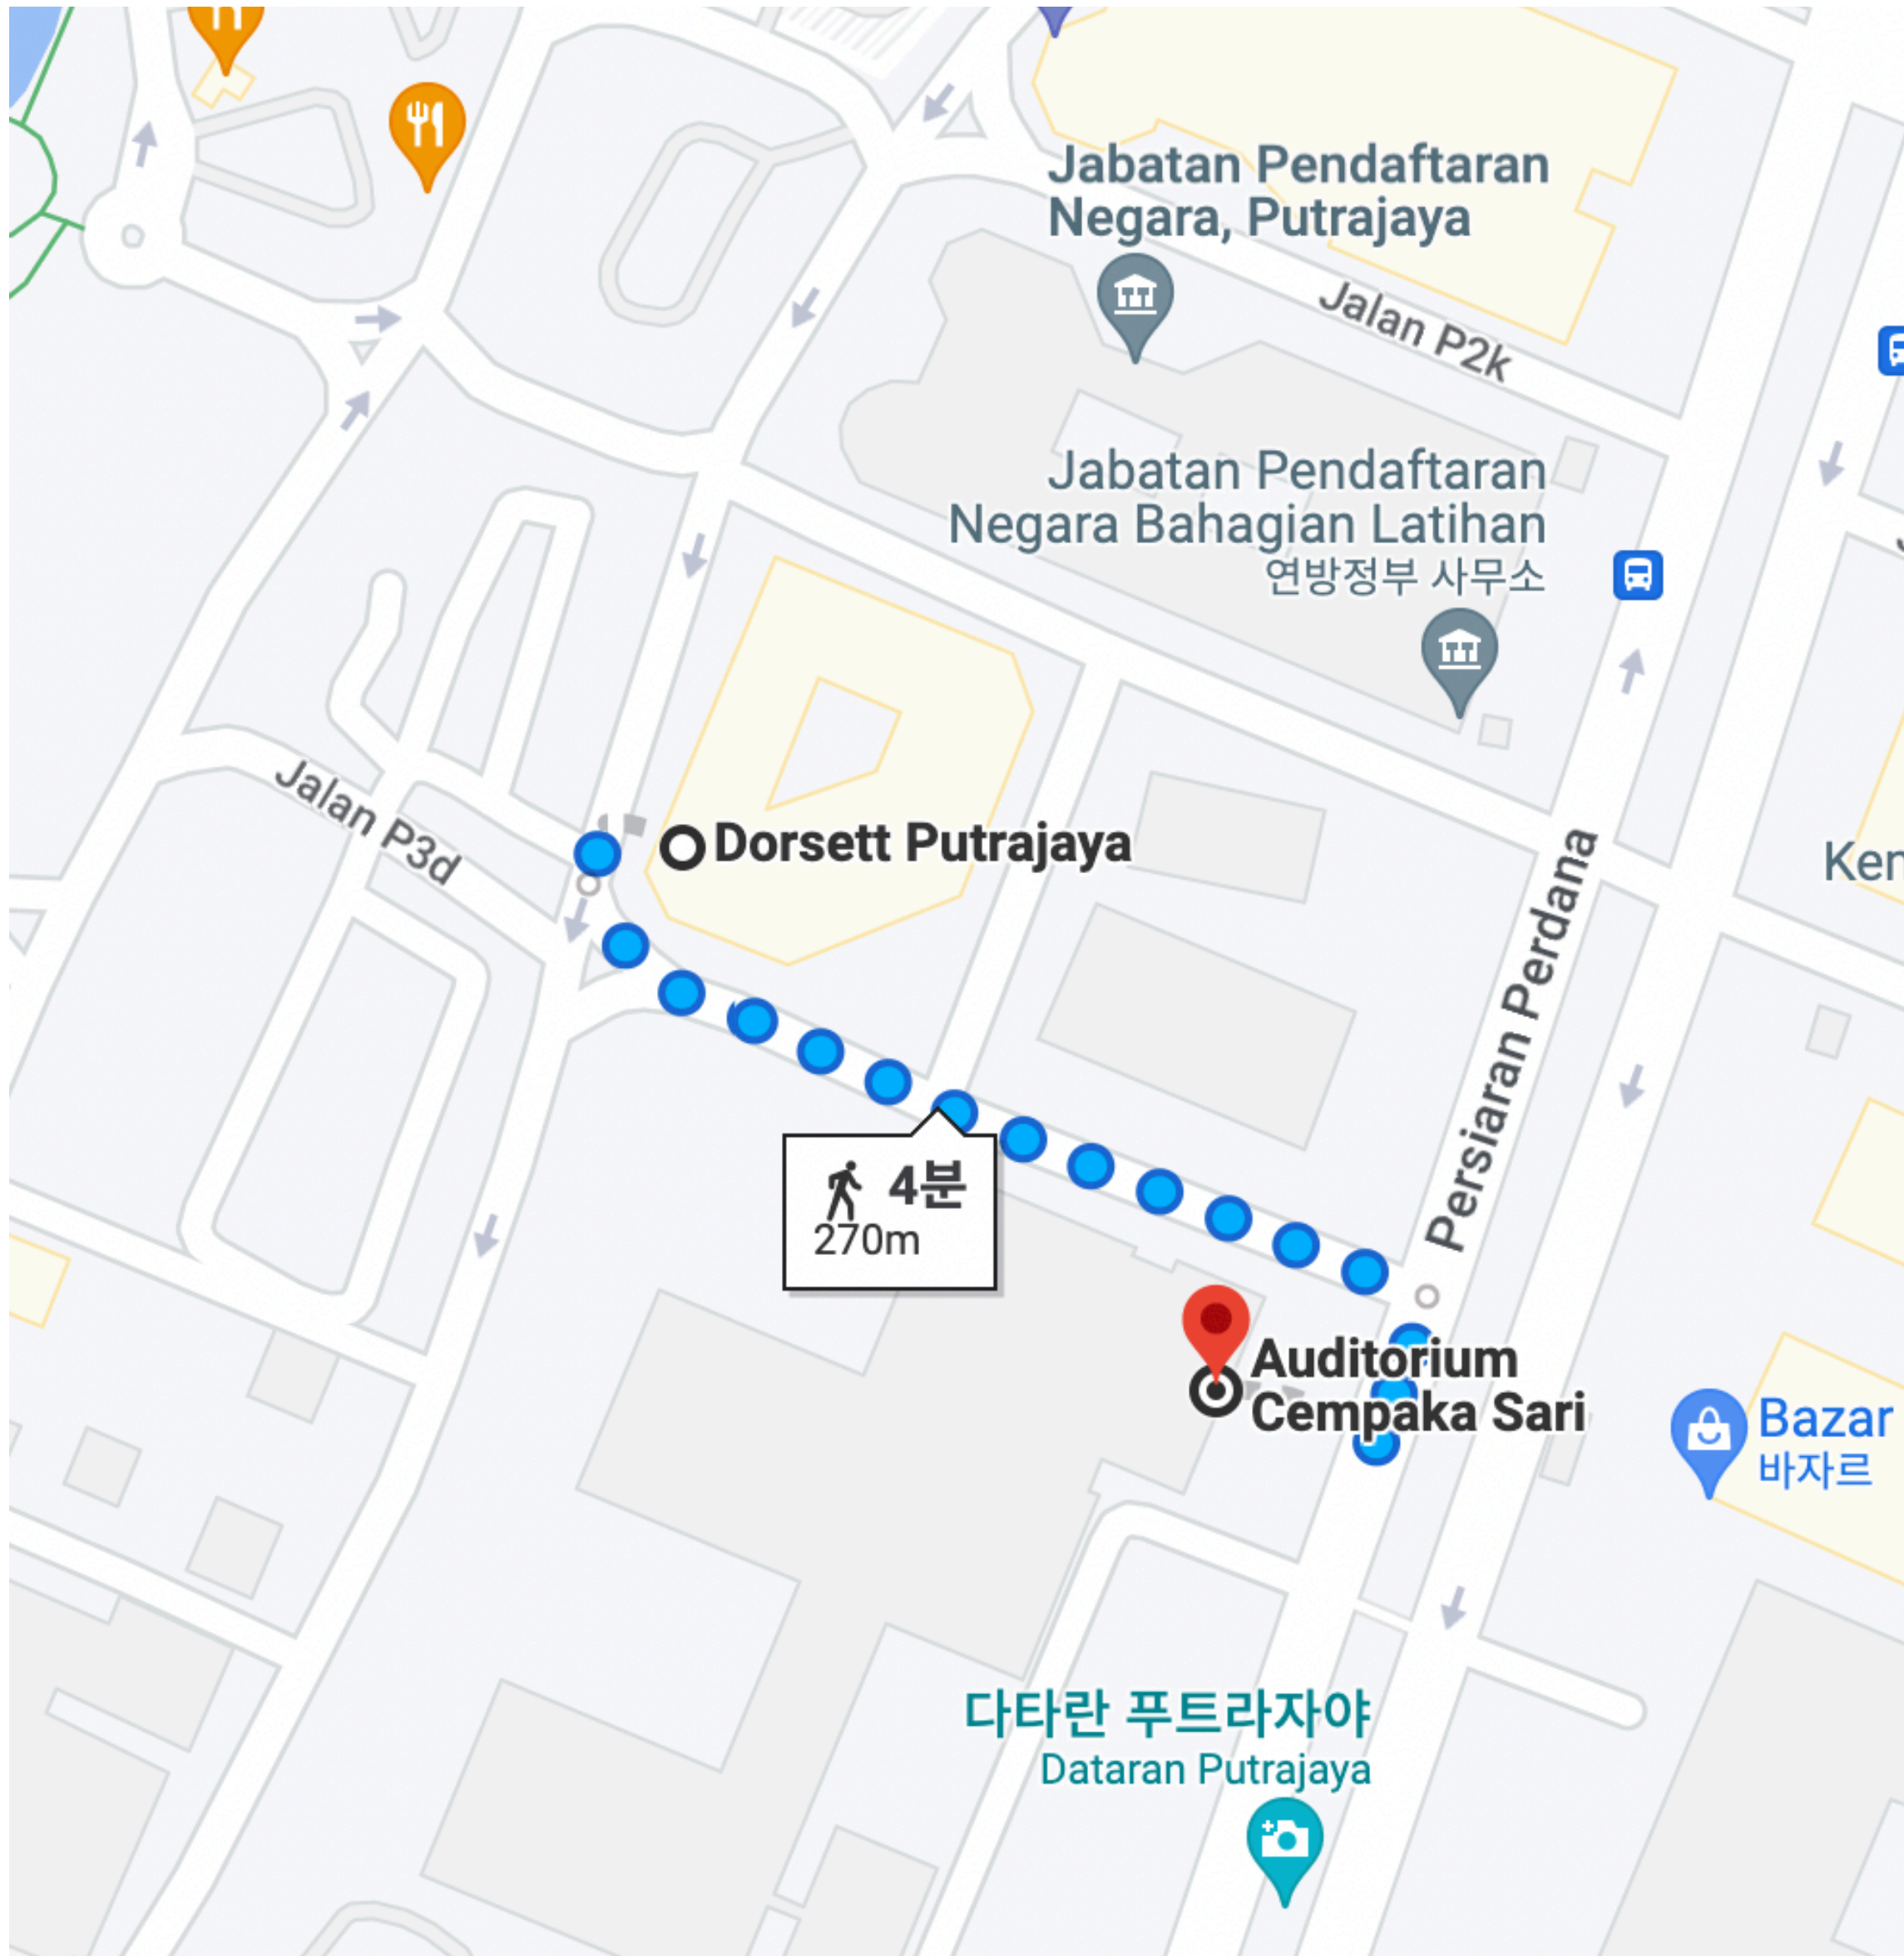 Jabatan Pendaftaran
Negara, Putrajaya
Jalan P2k
Jabatan Pendaftaran
Negara Bahagian Latihan
연방정부 사무소
Jalan P3d
Dorsett Putrajaya
Persiaran Perdana
4분
270m
Auditorium
Cempaka Sari
Bazar
바자르
다타란 푸트라자야
Dataran Putrajaya